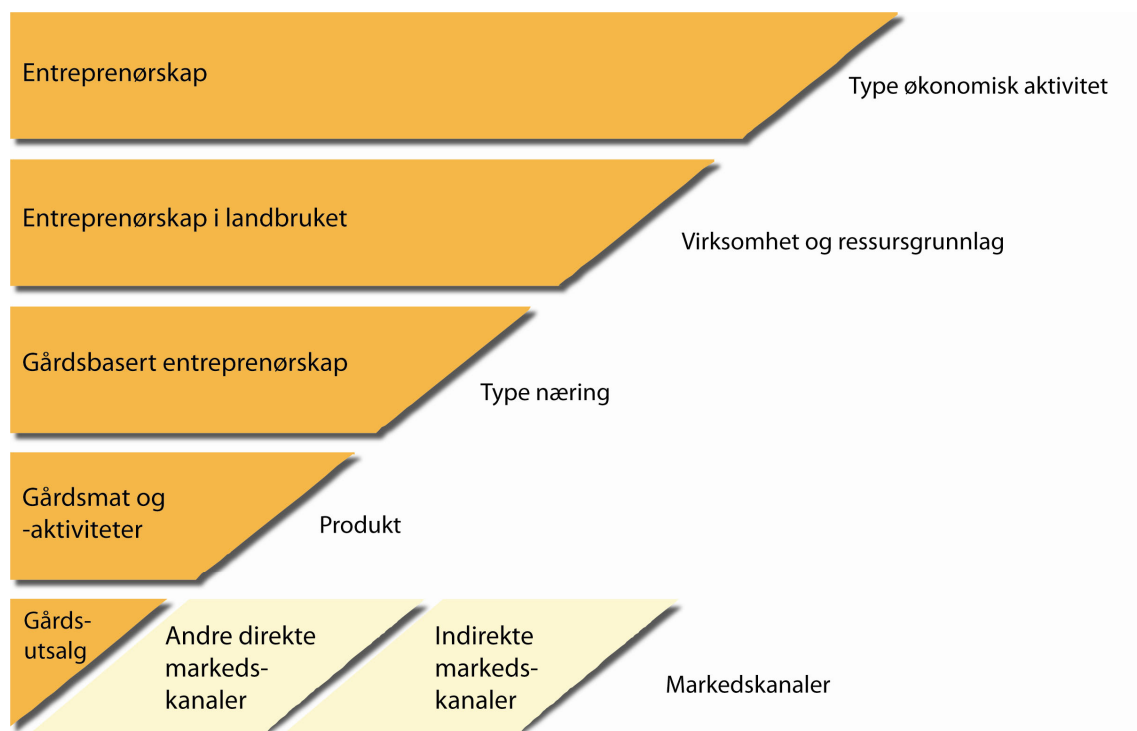 Entreprenørskap
Type økonomisk aktivitet
Entreprenørskap i landbruket
Virksomhet og ressursgrunnlag
Gårdsbasert entreprenørskap
Type næring
Gårdsmat og
-aktiviteter
Produkt
Gårds-
utsalg
Andre direkte
markeds-
kanaler
Indirekte
markeds-
kanaler
Markedskanaler